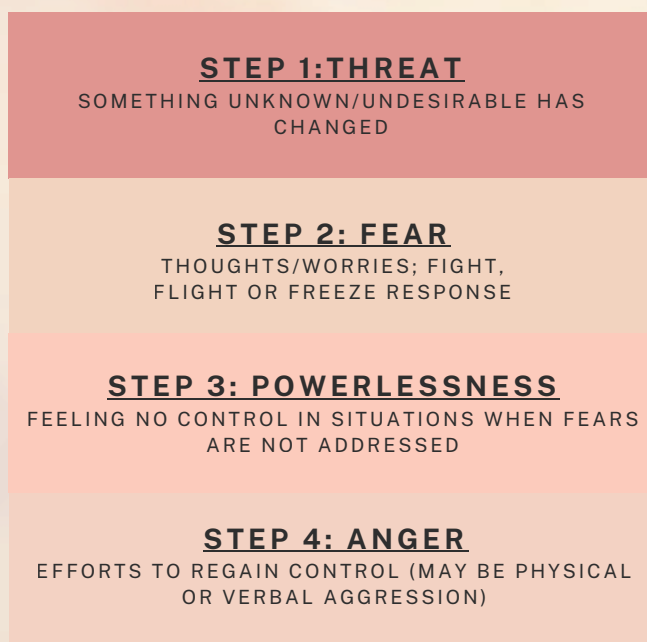 STEP 1:THREAT
SOMETHING UNKNOWN/UNDESIRABLE HAS
CHANGED
STEP 2: FEAR
THOUGHTS/WORRIES; FIGHT,
FLIGHT OR FREEZE RESPONSE
STEP 3: POWERLESSNESS
FEELING NO CONTROL IN SITUATIONS WHEN FEARS
ARE NOT ADDRESSED
STEP 4: ANGER
EFFORTS TO REGAIN CONTROL (MAY BE PHYSICAL
OR VERBAL AGGRESSION)